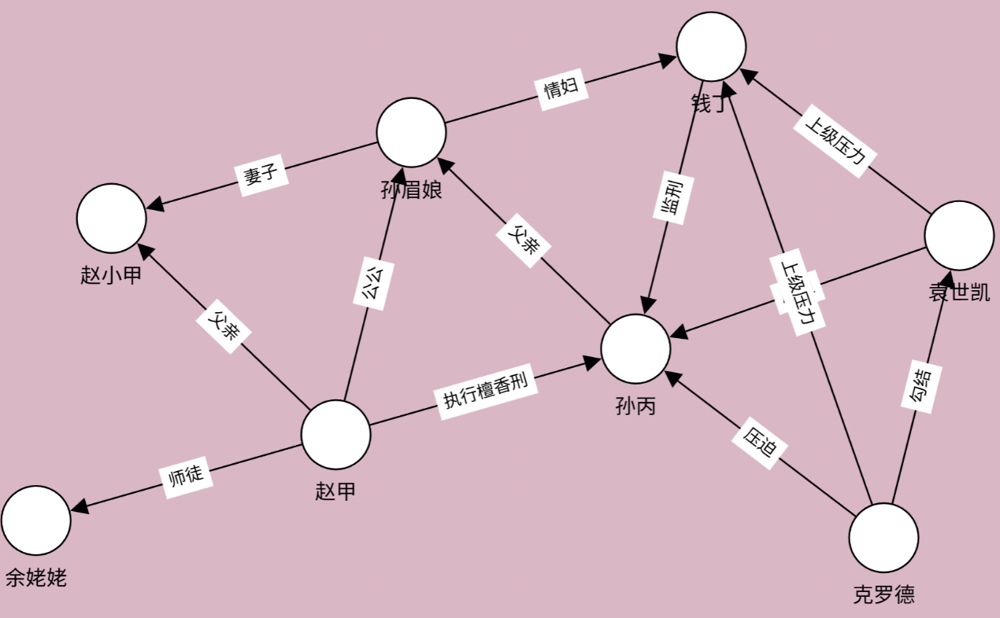 钱丁
情妇
上级压力
孙眉娘
妻子
监刑
父亲
赵小甲
公公
上级压力
袁世凯
父亲
执行檀香刑
勾结
孙丙
压迫
师徒
赵甲
余姥姥
克罗德